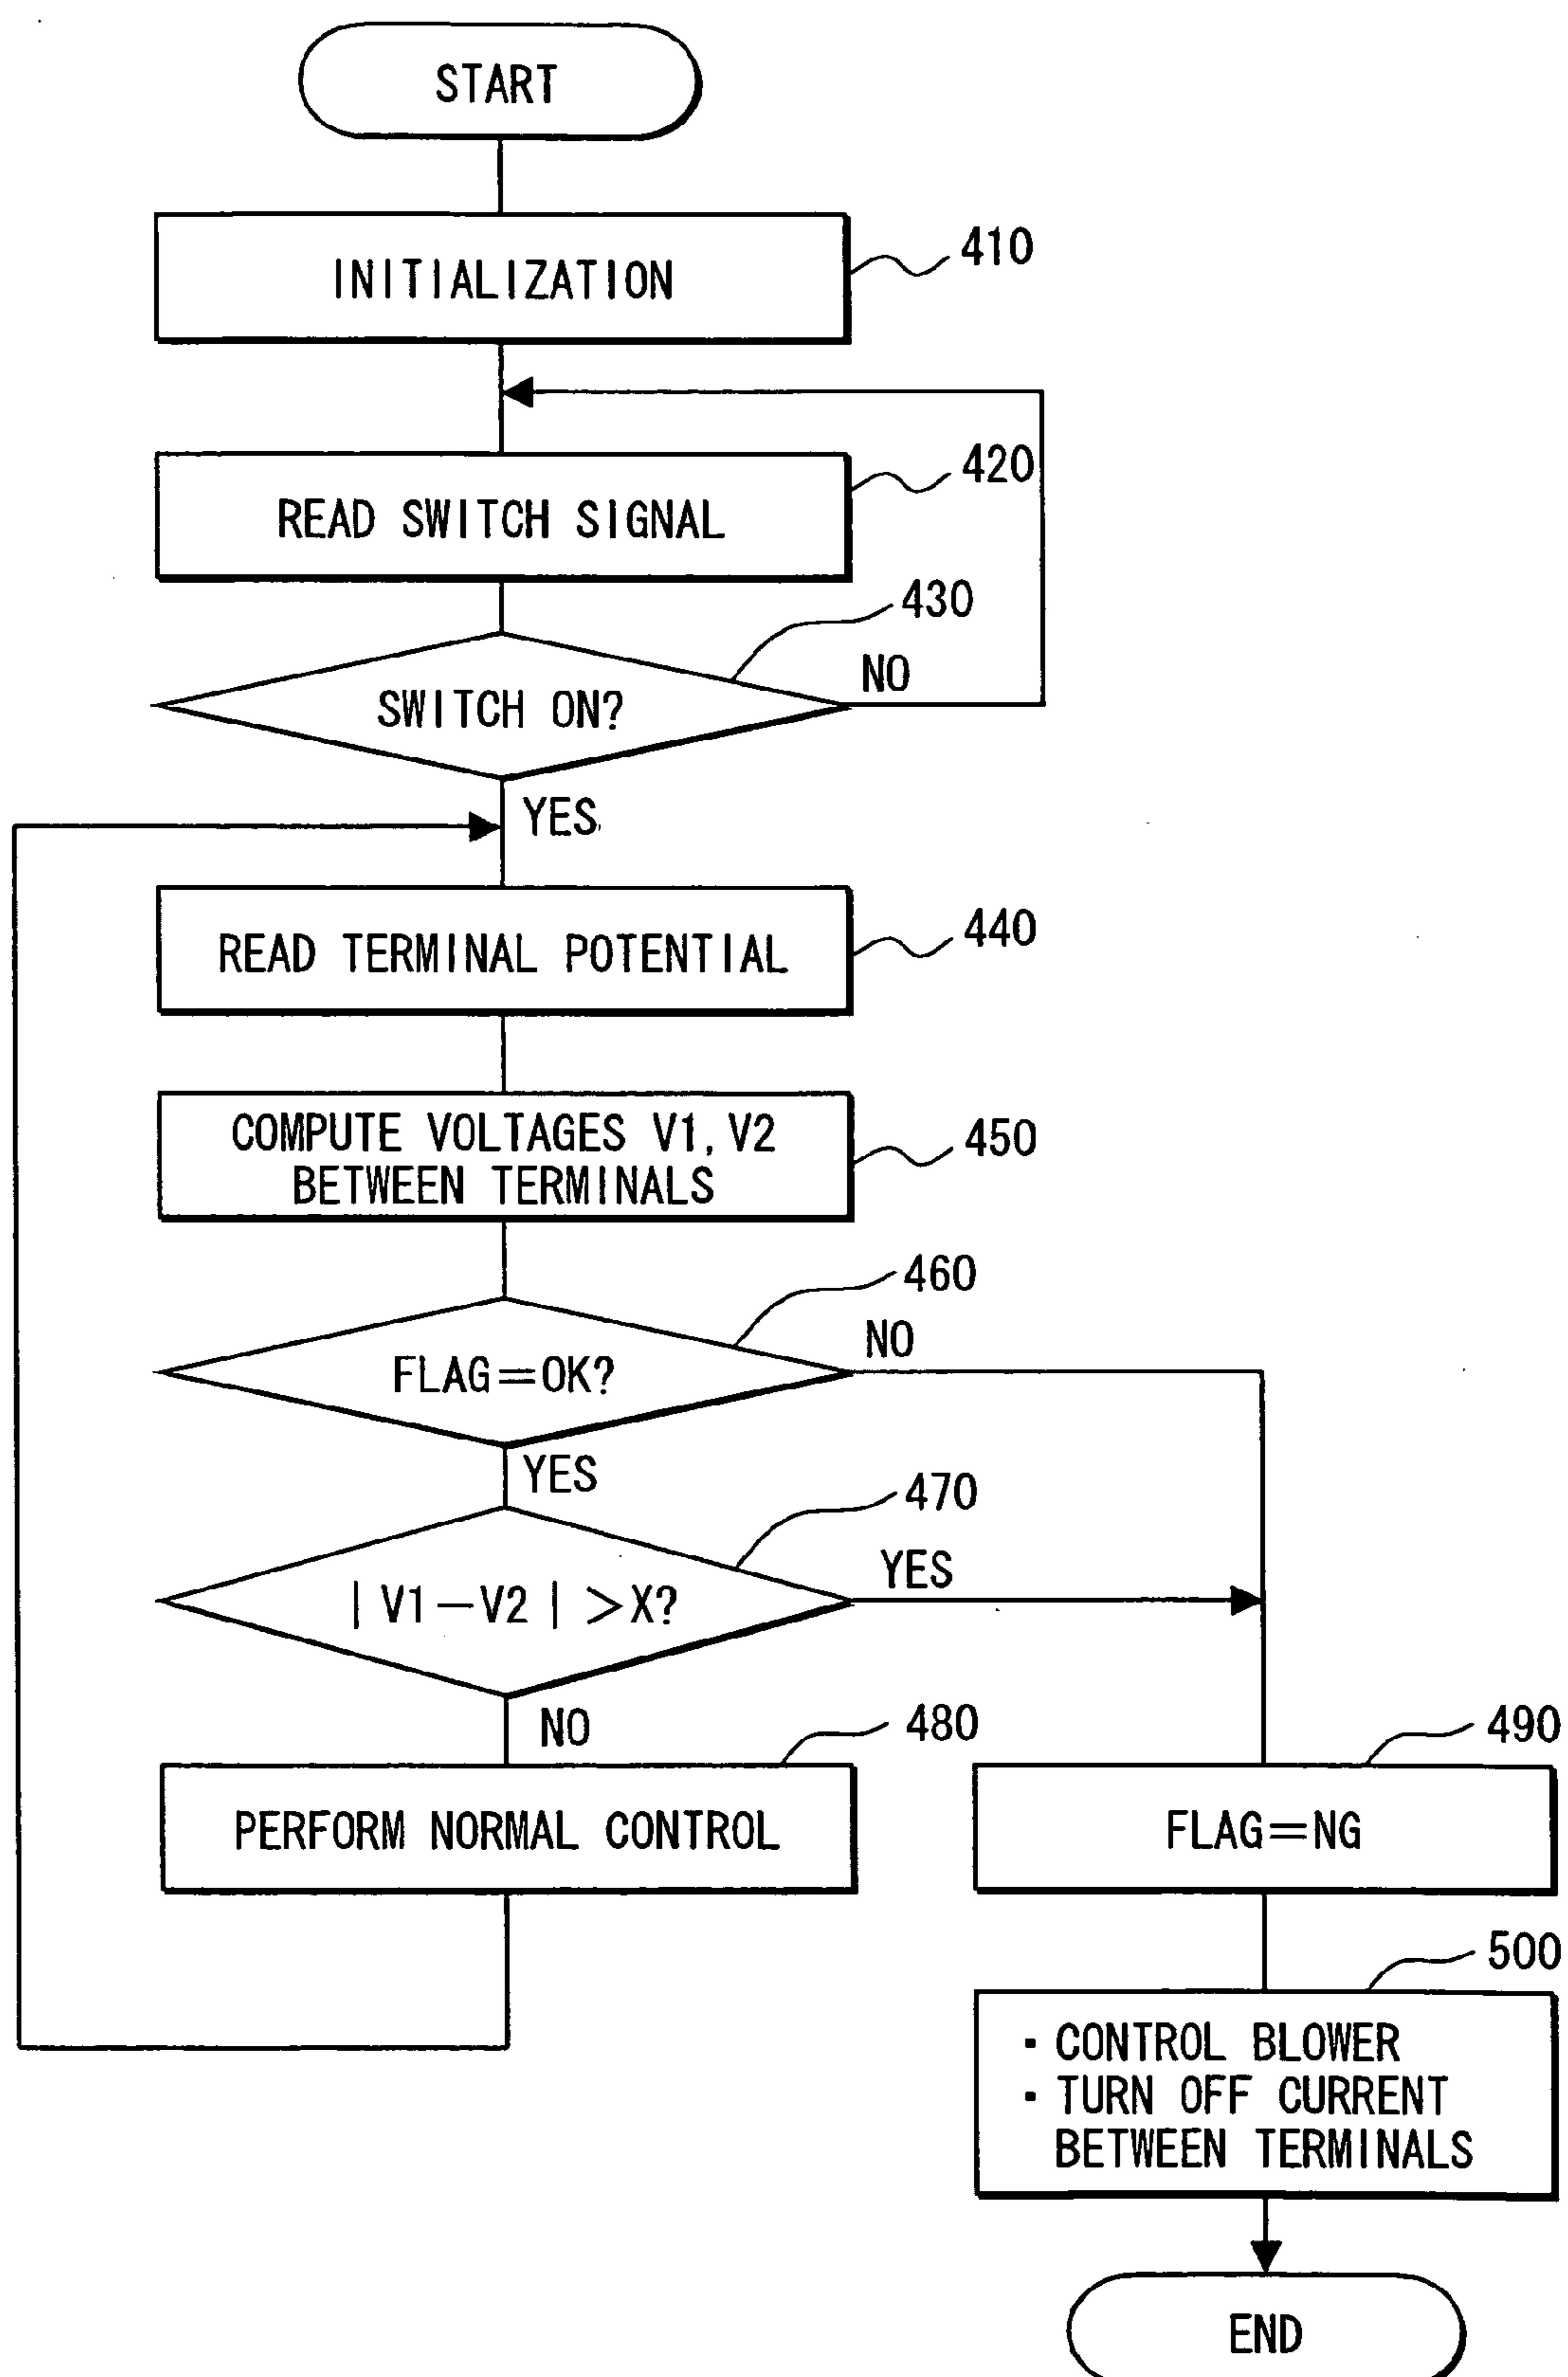 START
INITIALIZATION
410
READ SWITCH SIGNAL
420
430
SWITCH ON?
NO
YES
READ TERMINAL POTENTIAL
440
COMPUTE VOLTAGES V1, V2
BETWEEN TERMINALS
450
460
FLAG=OK?
NO
YES
470
|V1-V2|>X?
YES
NO
480
PERFORM NORMAL CONTROL
490
FLAG=NG
500
· CONTROL BLOWER
· TURN OFF CURRENT
BETWEEN TERMINALS
END